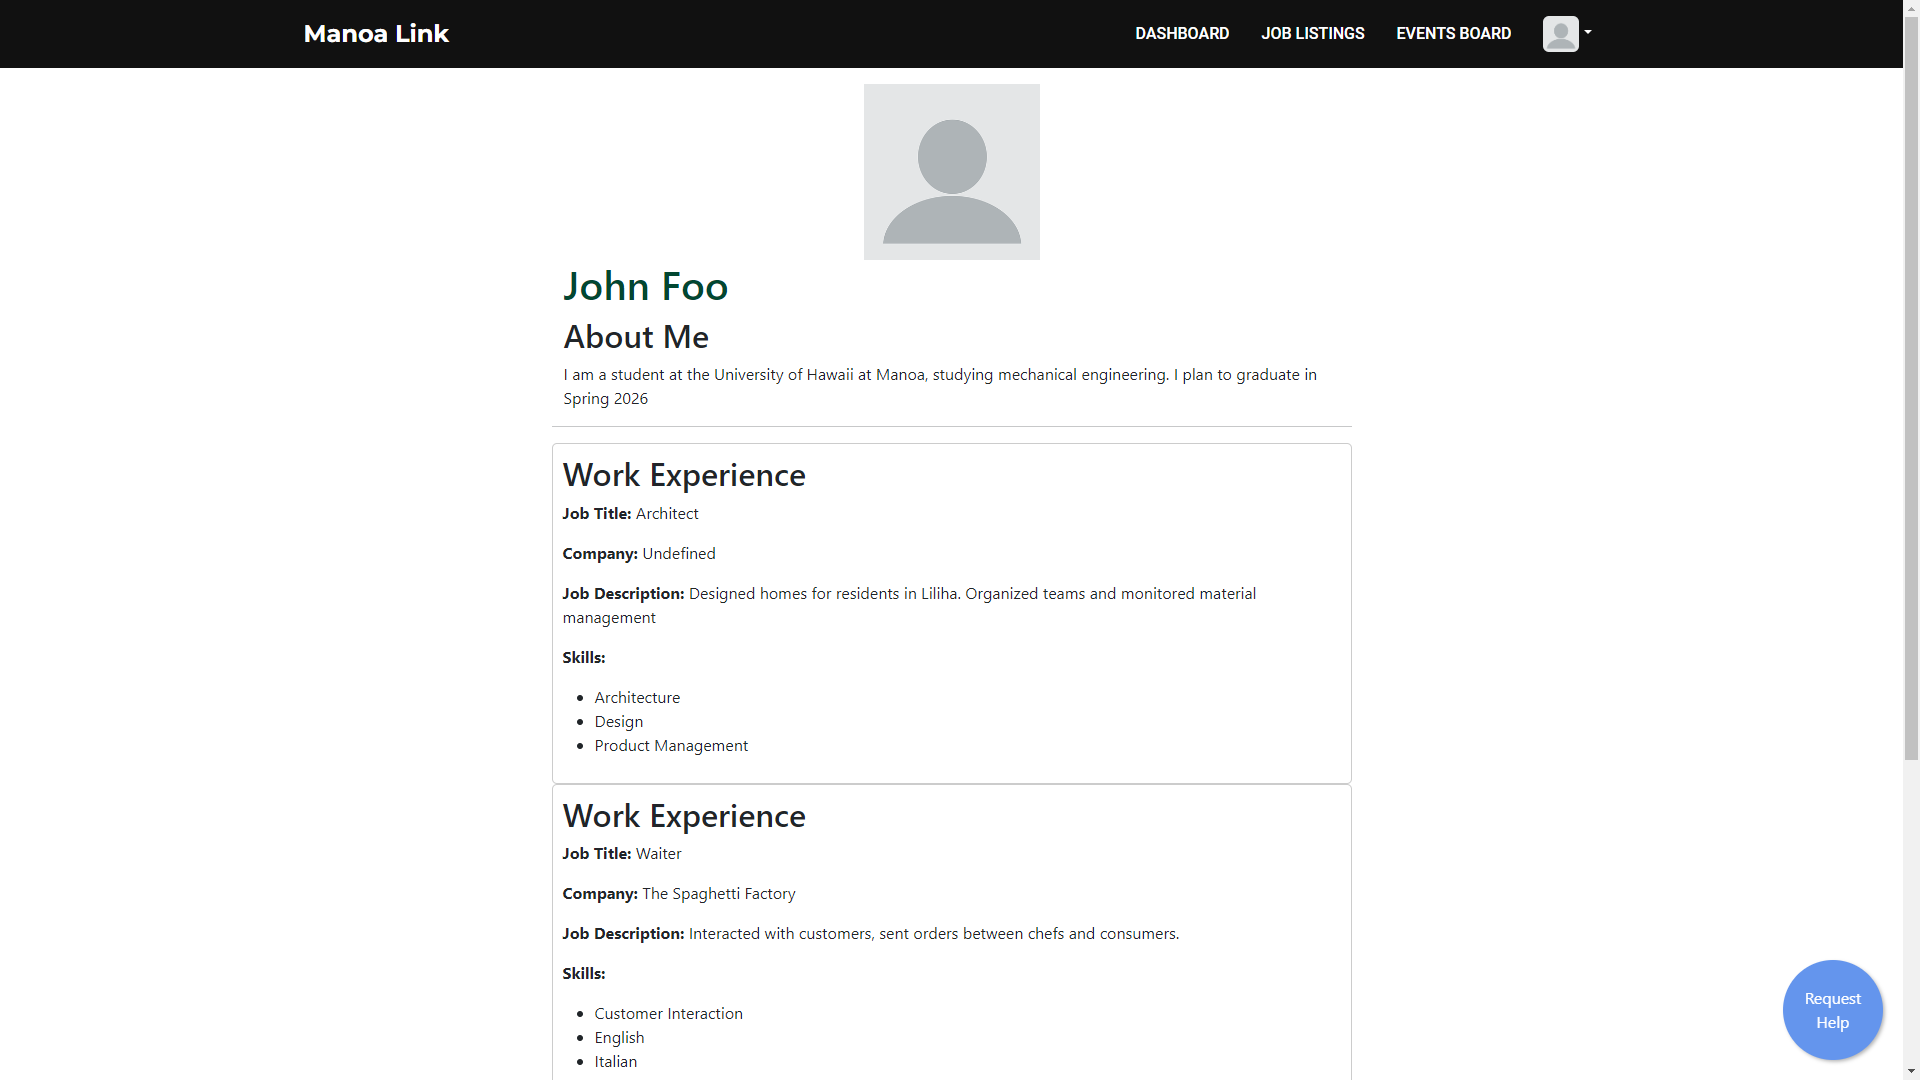 Manoa Link
DASHBOARD
JOB LISTINGS
EVENTS BOARD
John Foo
About Me
I am a student at the University of Hawaii at Manoa, studying mechanical engineering. I plan to graduate in
Spring 2026
Work Experience
Job Title: Architect
Company: Undefined
Job Description: Designed homes for residents in Liliha. Organized teams and monitored material
management
Skills:
Architecture
Design
Product Management
Work Experience
Job Title: Waiter
Company: The Spaghetti Factory
Job Description: Interacted with customers, sent orders between chefs and consumers.
Skills:
Customer Interaction
English
Italian
Request
Help